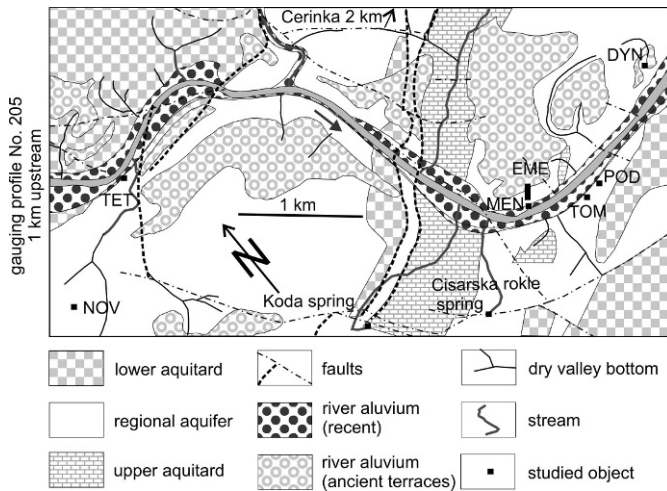 Cerinka 2 km
DYN
gauging profile No. 205
1 km upstream
EME
POD
TET
MEN
TOM
1 km
N
Koda spring
Cisarska rokle
spring
NOV
lower aquitard
faults
dry valley bottom
regional aquifer
river aluvium
(recent)
stream
upper aquitard
river aluvium
(ancient terraces)
studied object